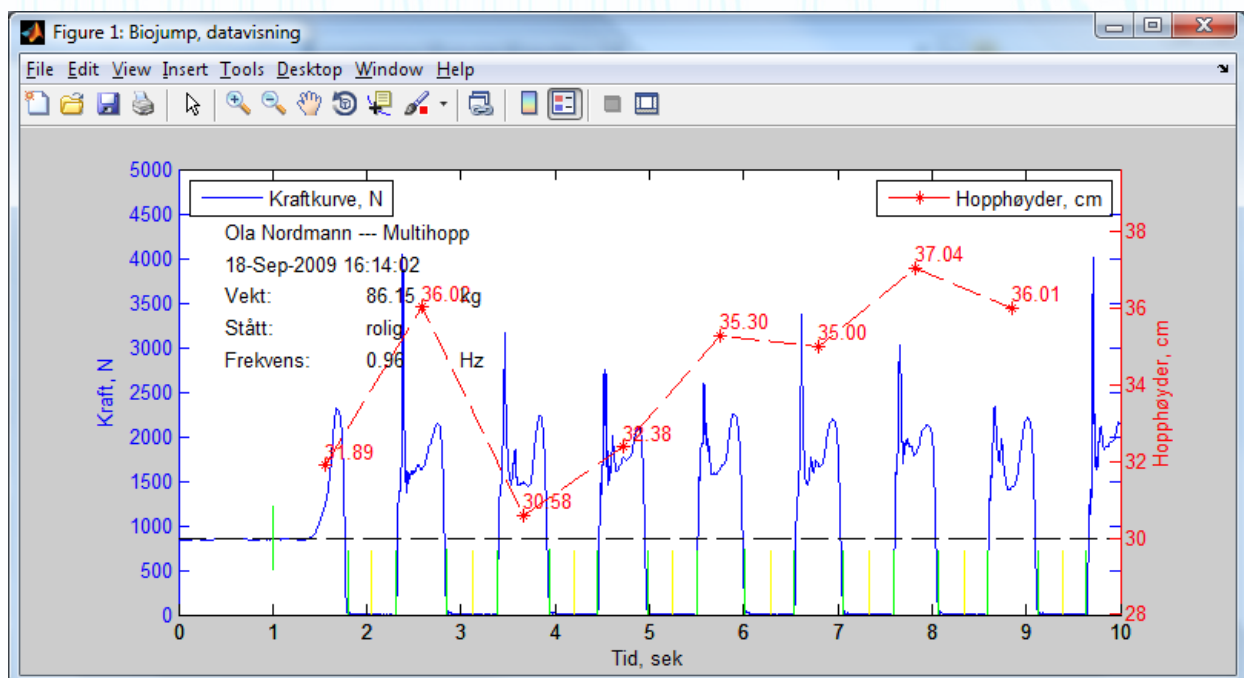 Figure 1: Biojump, datavisning
File Edit View Insert Tools Desktop Window Help
Kraftkurve, N
Hopphøyder, cm
Ola Nordmann --- Multihopp
18-Sep-2009 16:14:02
Vekt: 86.15 kg
Stått: rolig
Frekvens: 0.96 Hz
31.89
36.02
30.58
32.38
35.30
35.00
37.04
36.01
Kraft, N
5000
4500
4000
3500
3000
2500
2000
1500
1000
500
0
Hopphøyder, cm
38
36
34
32
30
28
0 1 2 3 4 5 6 7 8 9 10
Tid, sek